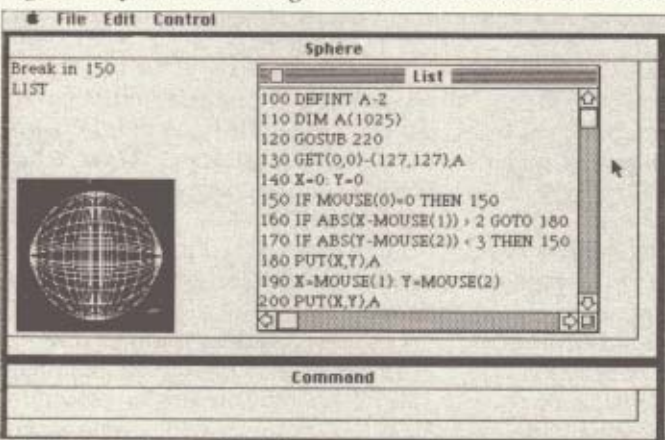 File Edit Control
Sphère
Break in 150
LIST
List
100 DEFINT A-Z
110 DIM A(1025)
120 GOSUB 220
130 GET(0,0)-(127,127),A
140 X=0: Y=0
150 IF MOUSE(0)=0 THEN 150
160 IF ABS(X-MOUSE(1)) > 2 GOTO 180
170 IF ABS(Y-MOUSE(2)) < 3 THEN 150
180 PUT(X,Y),A
190 X=MOUSE(1): Y=MOUSE(2)
200 PUT(X,Y),A
Command